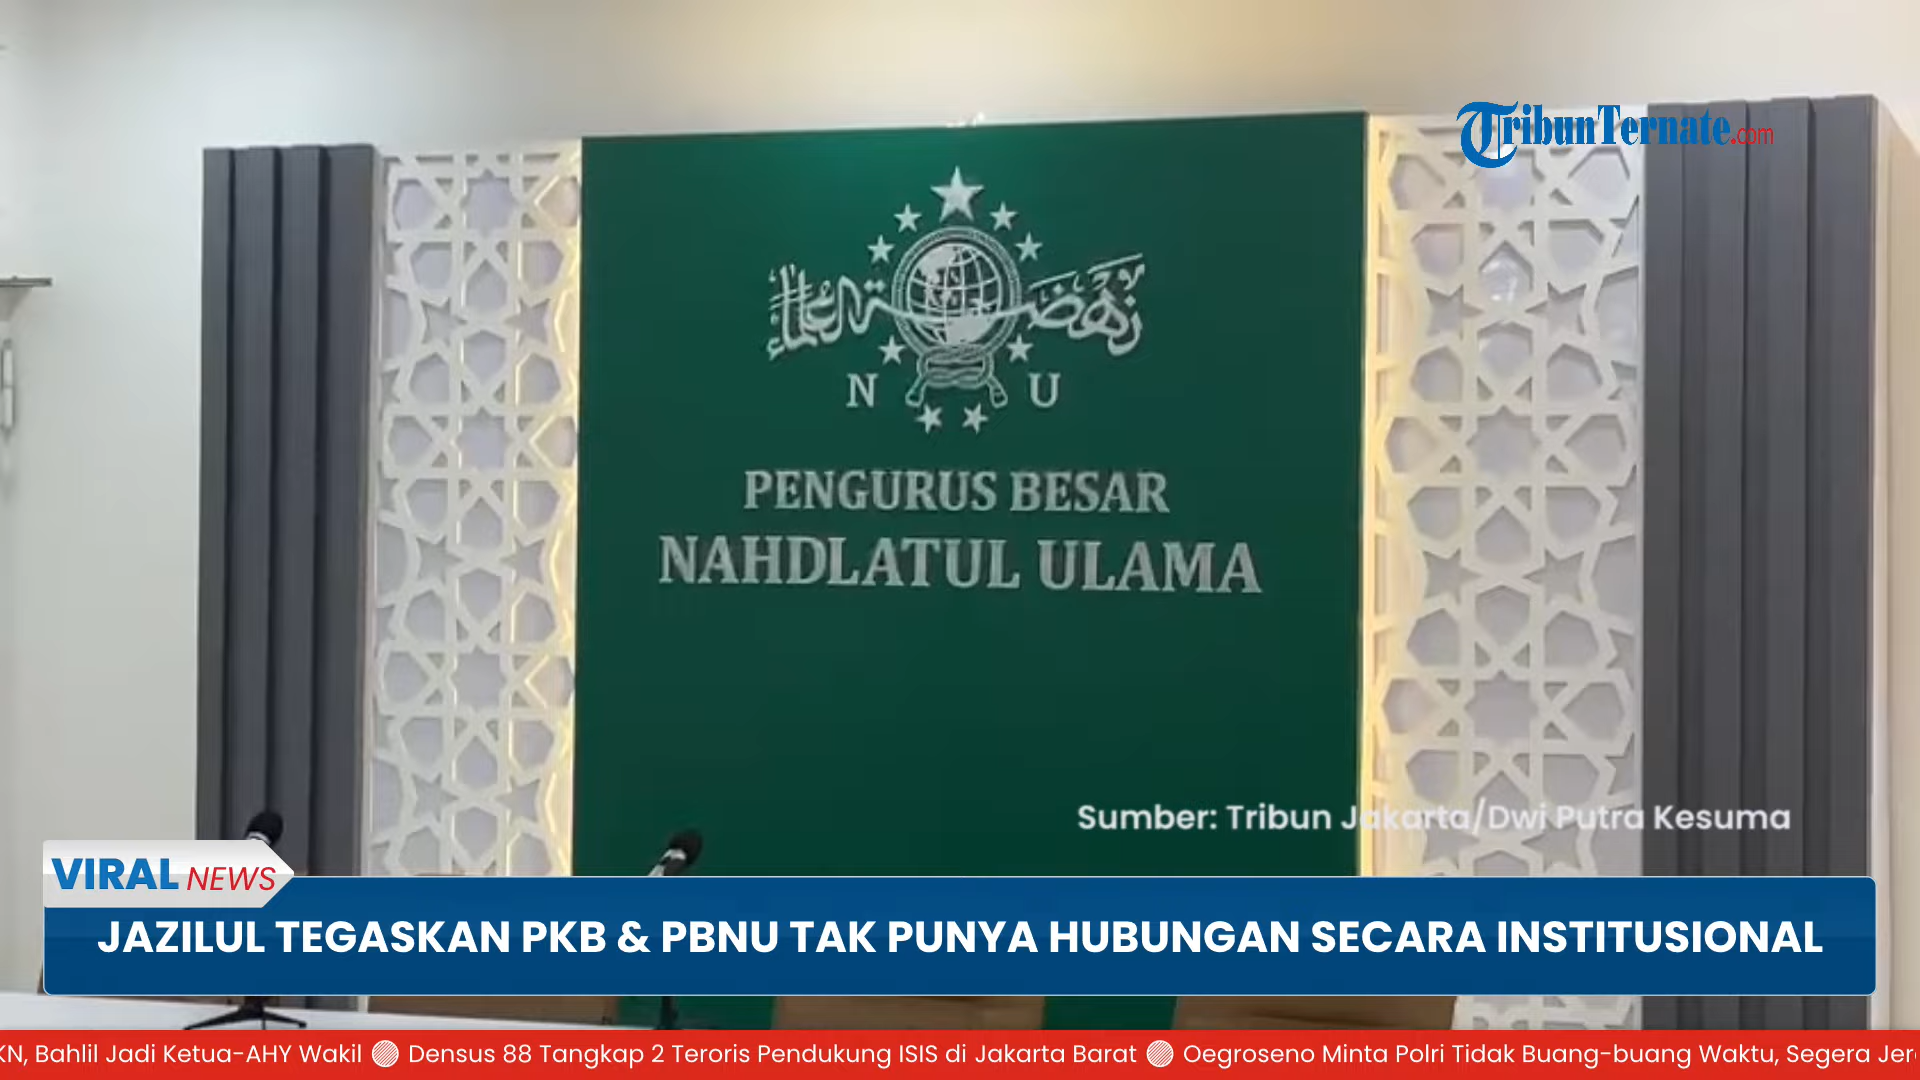 TribunTernate.com
نهضة العلماء
N U
PENGURUS BESAR
NAHDLATUL ULAMA
Sumber: Tribun Jakarta/Dwi Putra Kesuma
VIRAL NEWS
JAZILUL TEGASKAN PKB & PBNU TAK PUNYA HUBUNGAN SECARA INSTITUSIONAL
KN, Bahlil Jadi Ketua-AHY Wakil Densus 88 Tangkap 2 Teroris Pendukung ISIS di Jakarta Barat Oegroseno Minta Polri Tidak Buang-buang Waktu, Segera Jer